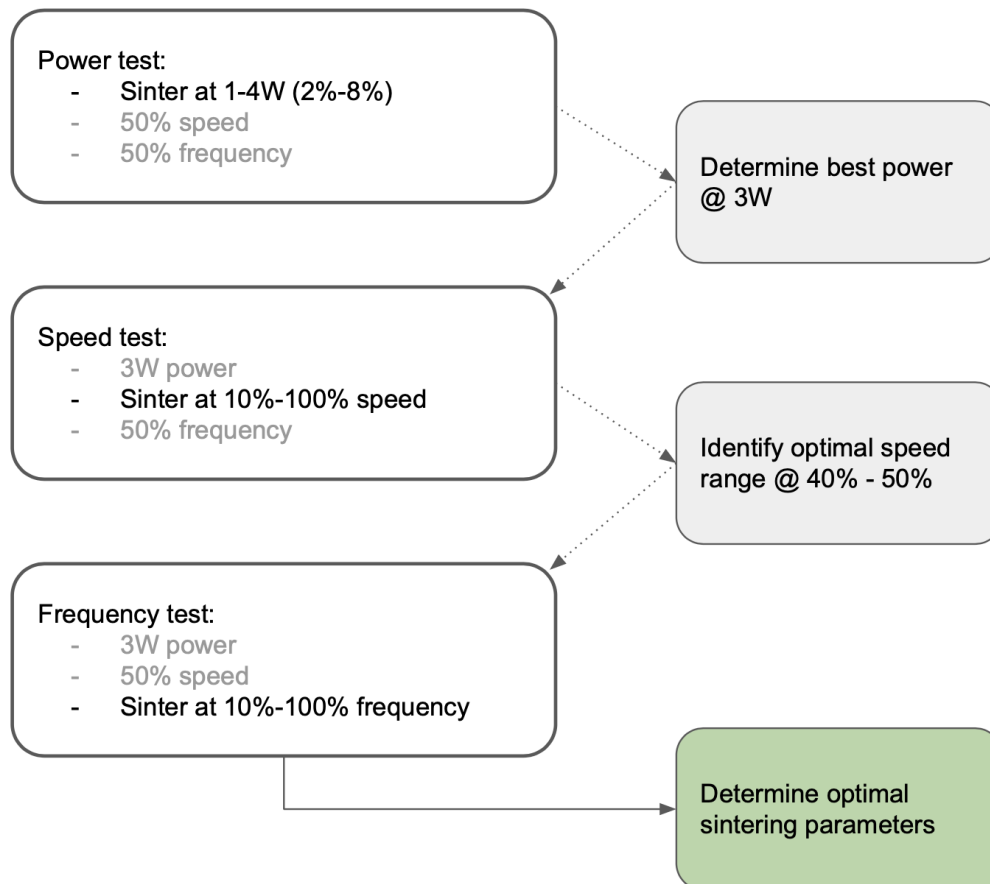 Power test:
- Sinter at 1-4W (2%-8%)
- 50% speed
- 50% frequency
Determine best power
@ 3W
Speed test:
- 3W power
- Sinter at 10%-100% speed
- 50% frequency
Identify optimal speed
range @ 40% - 50%
Frequency test:
- 3W power
- 50% speed
- Sinter at 10%-100% frequency
Determine optimal
sintering parameters